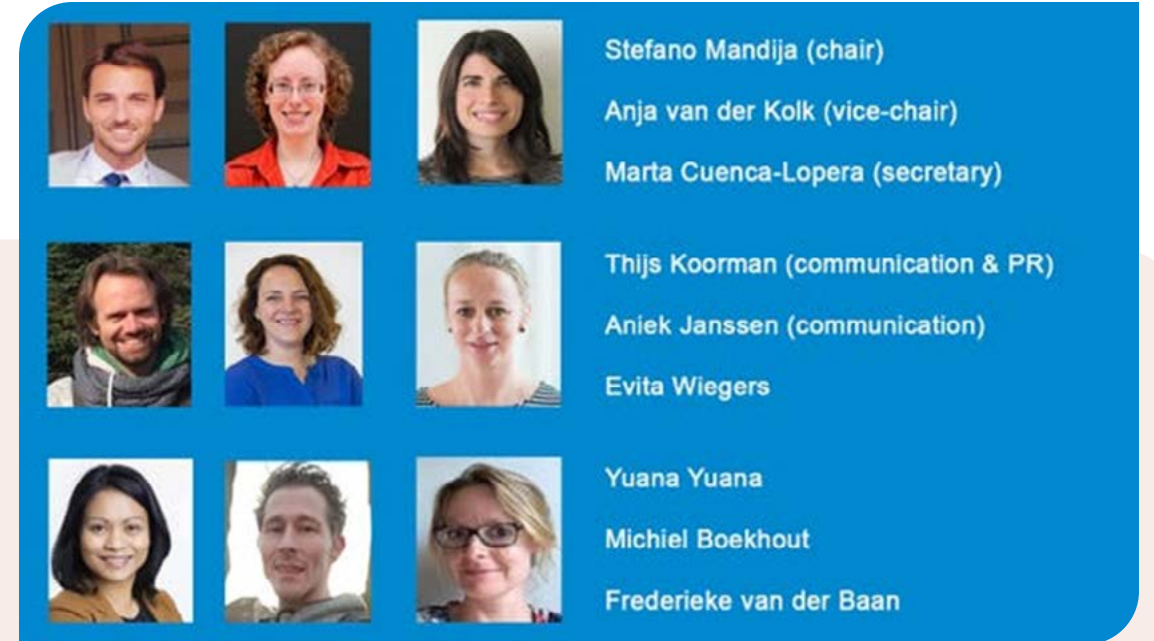 Stefano Mandija (chair)
Anja van der Kolk (vice-chair)
Marta Cuenca-Lopera (secretary)
Thijs Koorman (communication & PR)
Aniek Janssen (communication)
Evita Wiegers
Yuana Yuana
Michiel Boekhout
Frederieke van der Baan